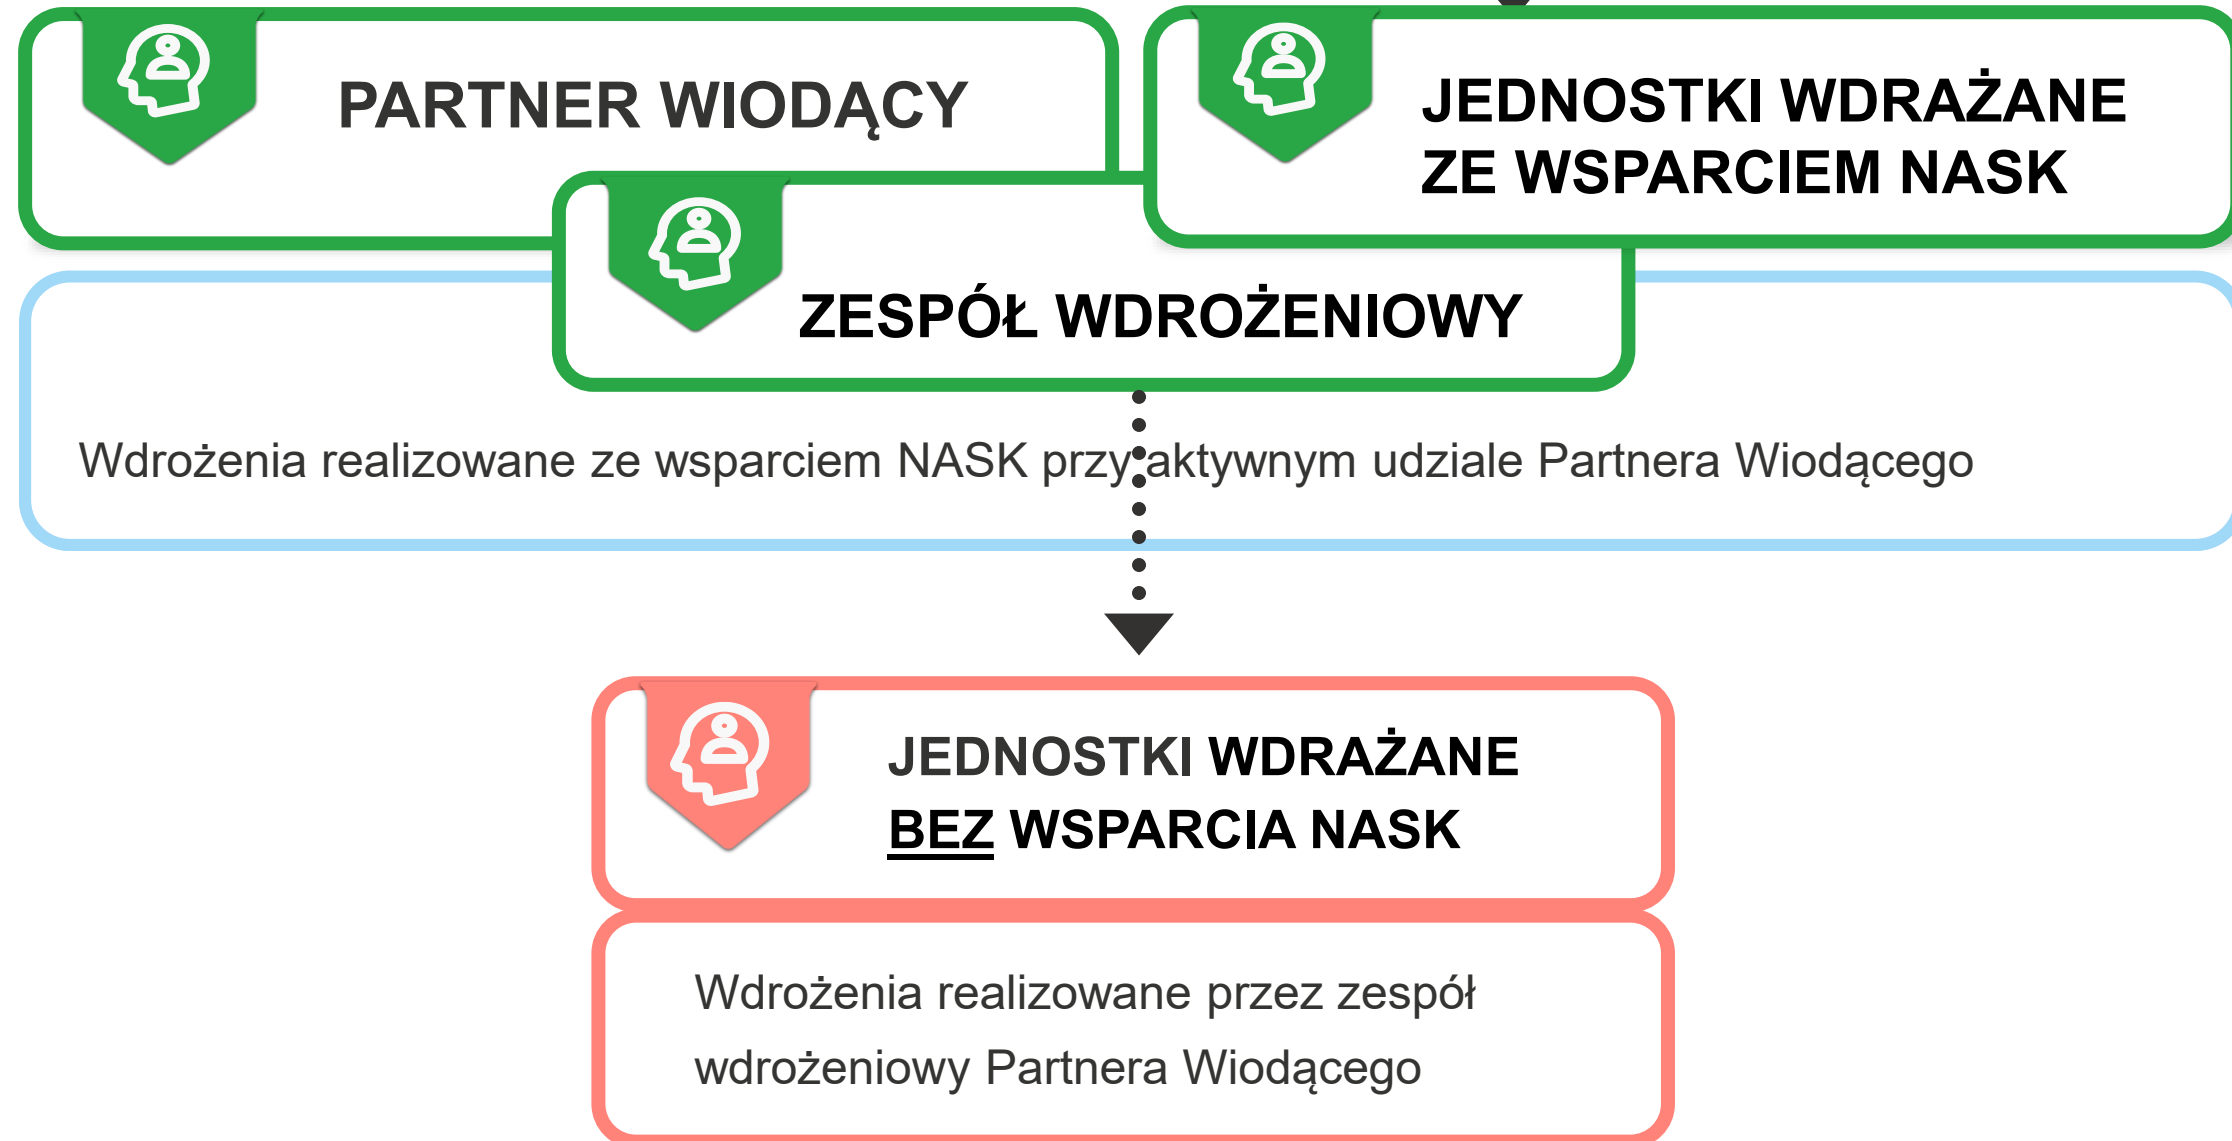 PARTNER WIODĄCY
JEDNOSTKI WDRAŻANE
ZE WSPARCIEM NASK
ZESPÓŁ WDROŻENIOWY
Wdrożenia realizowane ze wsparciem NASK przy aktywnym udziale Partnera Wiodącego
JEDNOSTKI WDRAŻANE
BEZ WSPARCIA NASK
Wdrożenia realizowane przez zespół
wdrożeniowy Partnera Wiodącego